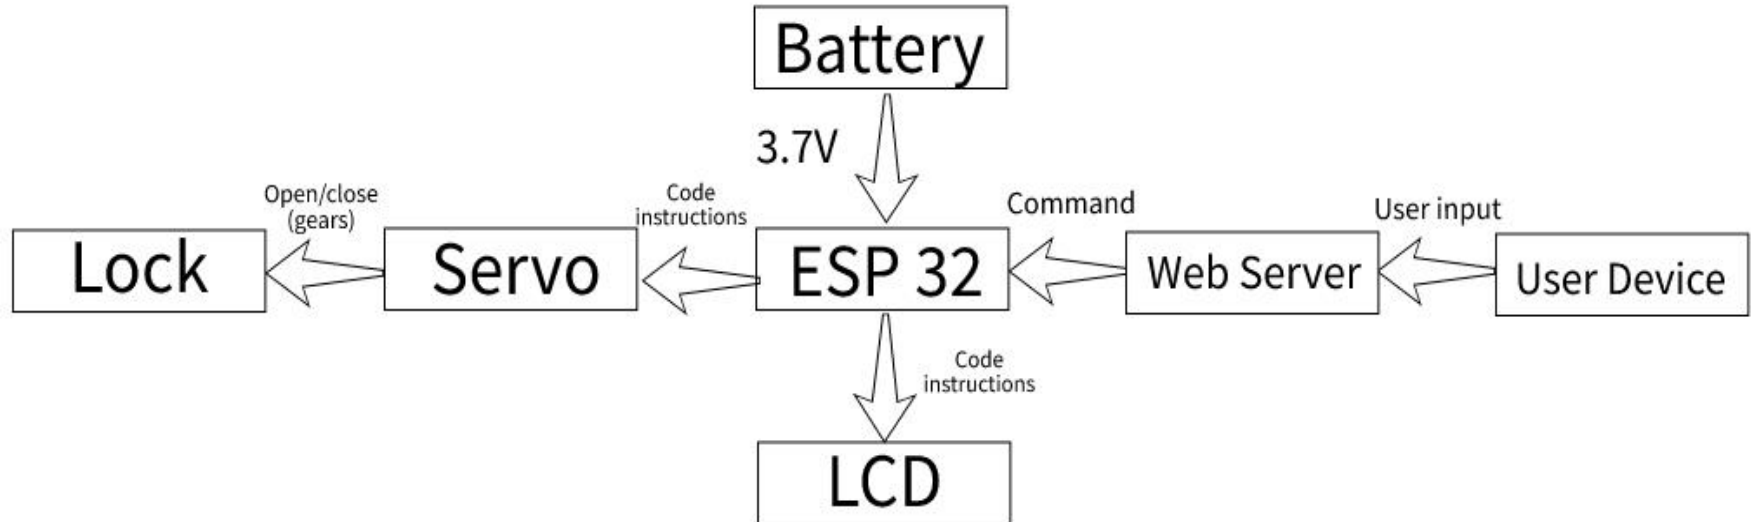 Battery
3.7V
Open/close
(gears)
Code
instructions
Command
User input
Lock
Servo
ESP 32
Web Server
User Device
Code
instructions
LCD